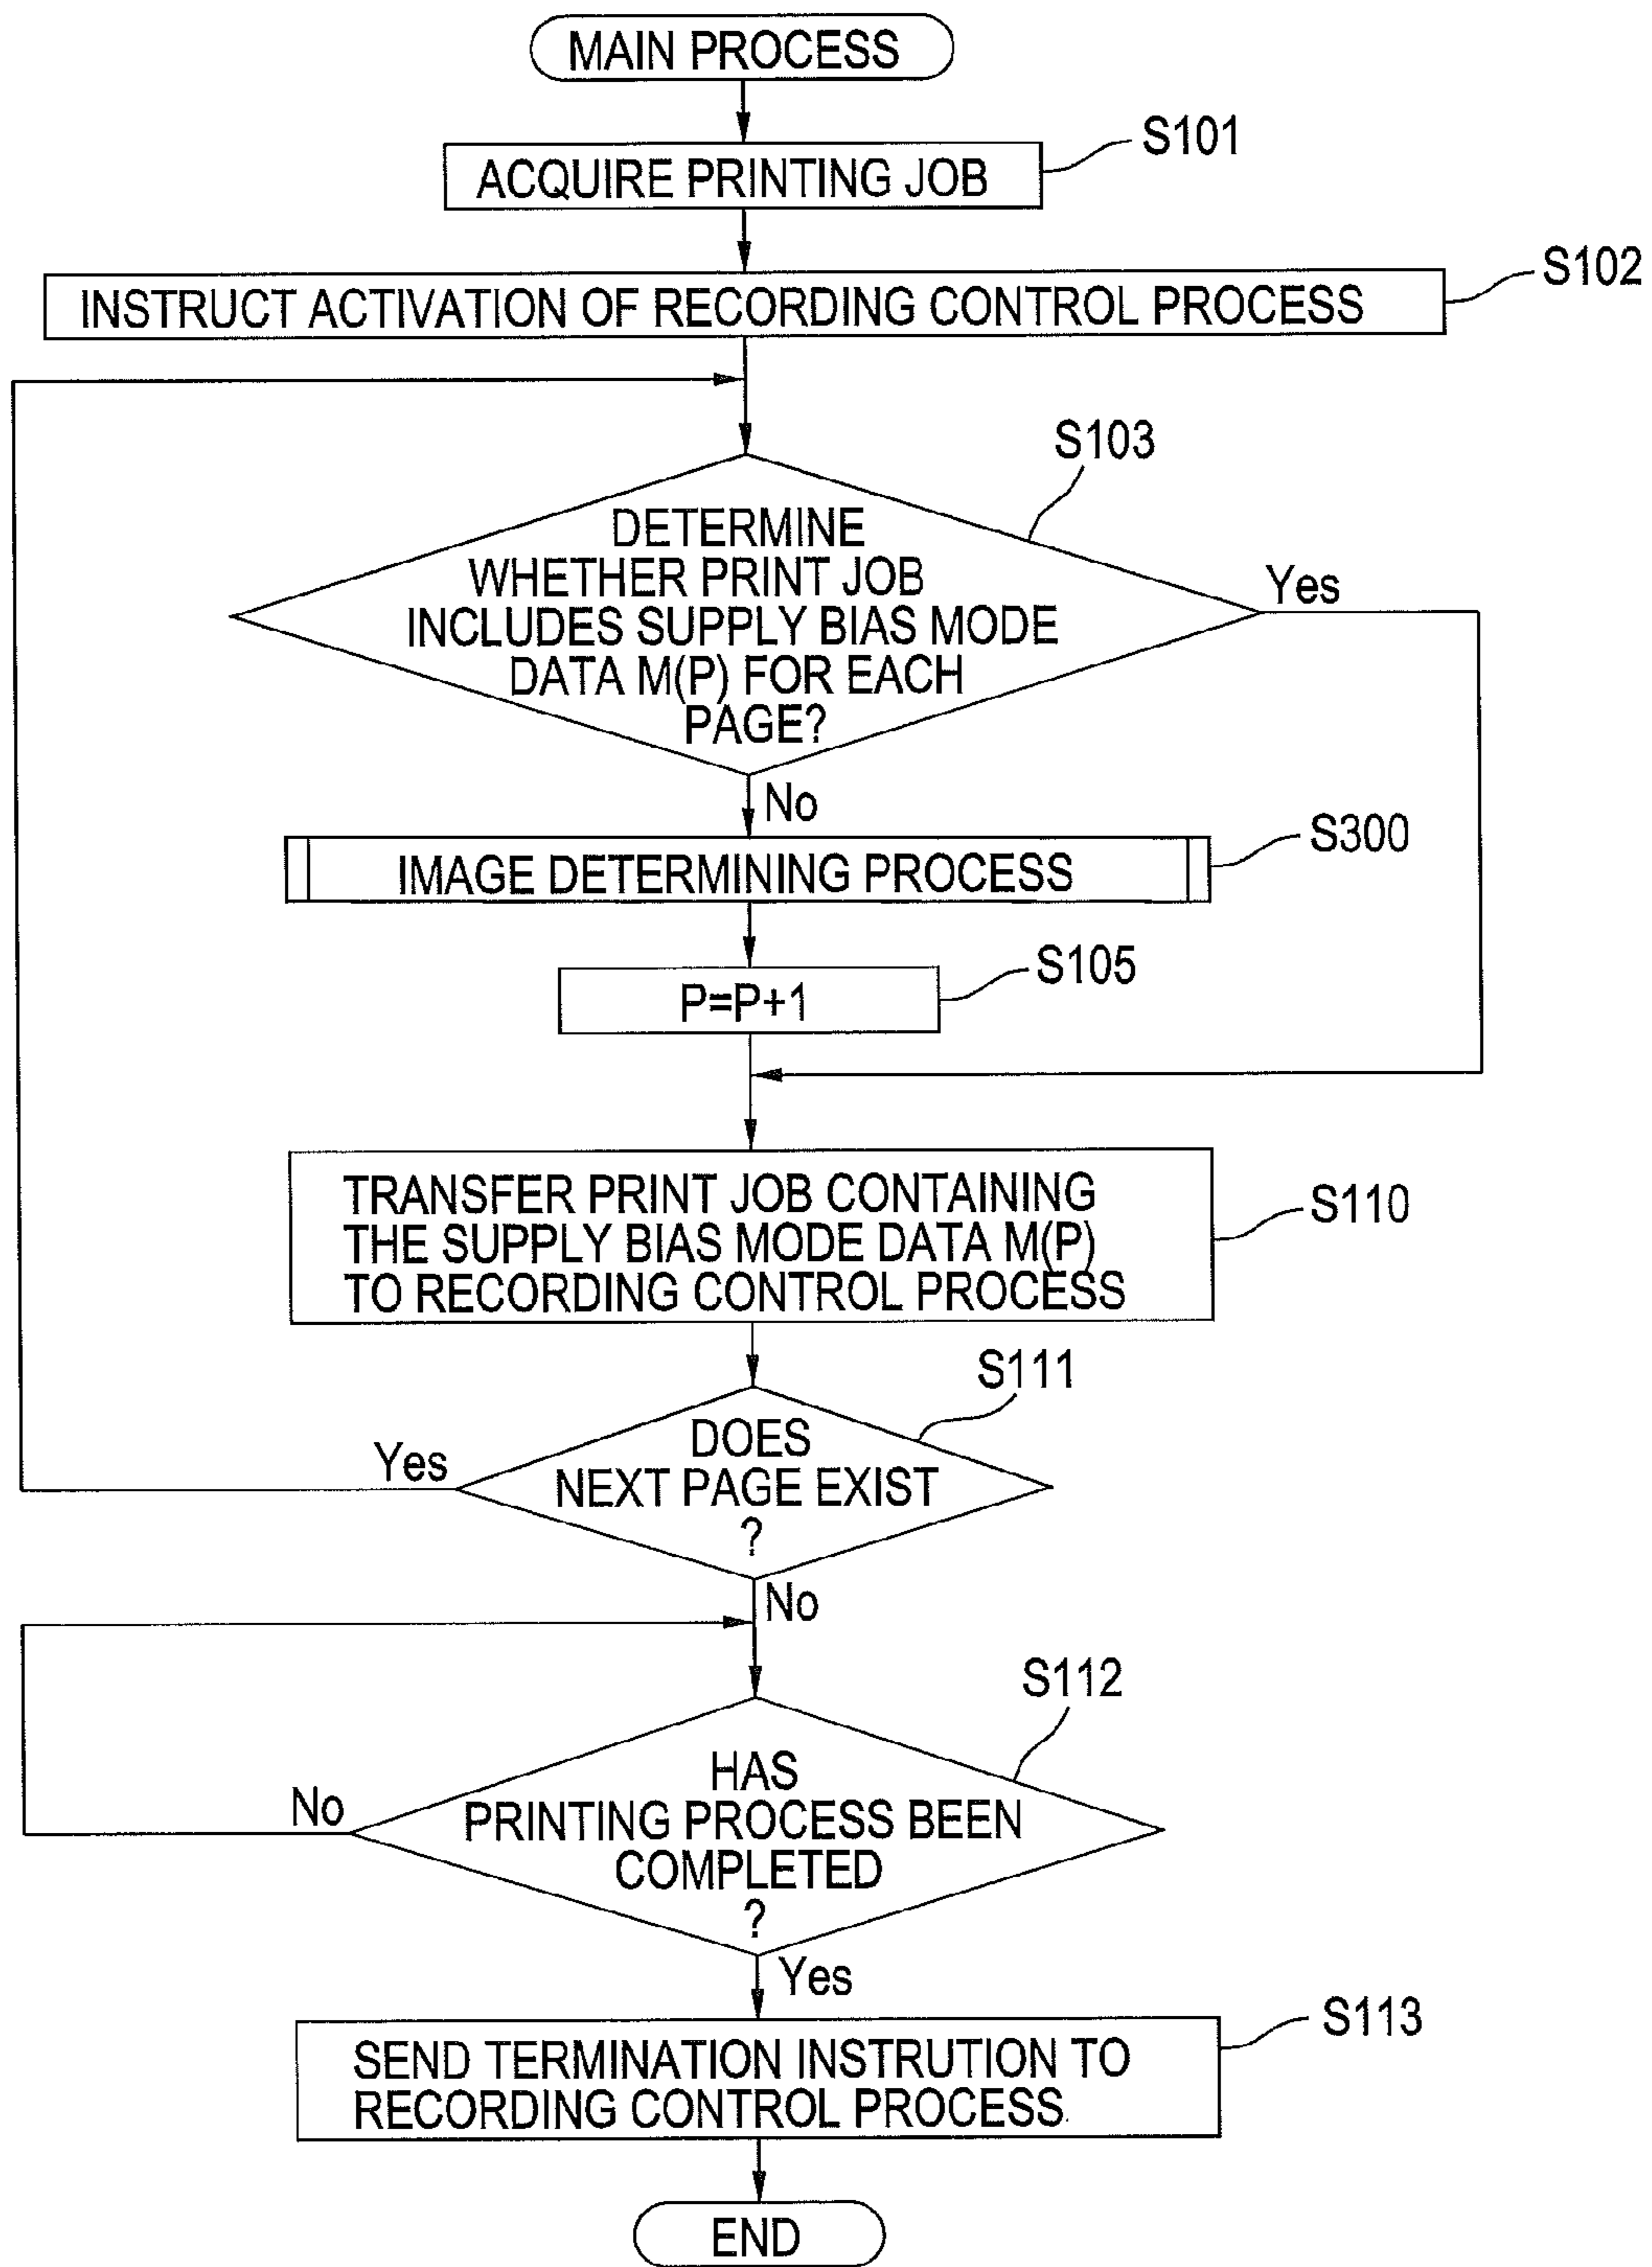 MAIN PROCESS
S101
ACQUIRE PRINTING JOB
S102
INSTRUCT ACTIVATION OF RECORDING CONTROL PROCESS
S103
DETERMINE
WHETHER PRINT JOB
INCLUDES SUPPLY BIAS MODE
DATA M(P) FOR EACH
PAGE?
Yes
No
S300
IMAGE DETERMINING PROCESS
S105
P=P+1
TRANSFER PRINT JOB CONTAINING
THE SUPPLY BIAS MODE DATA M(P)
TO RECORDING CONTROL PROCESS
S110
S111
DOES
NEXT PAGE EXIST
?
Yes
No
S112
HAS
PRINTING PROCESS BEEN
COMPLETED
?
No
Yes
S113
SEND TERMINATION INSTRUTION TO
RECORDING CONTROL PROCESS.
END